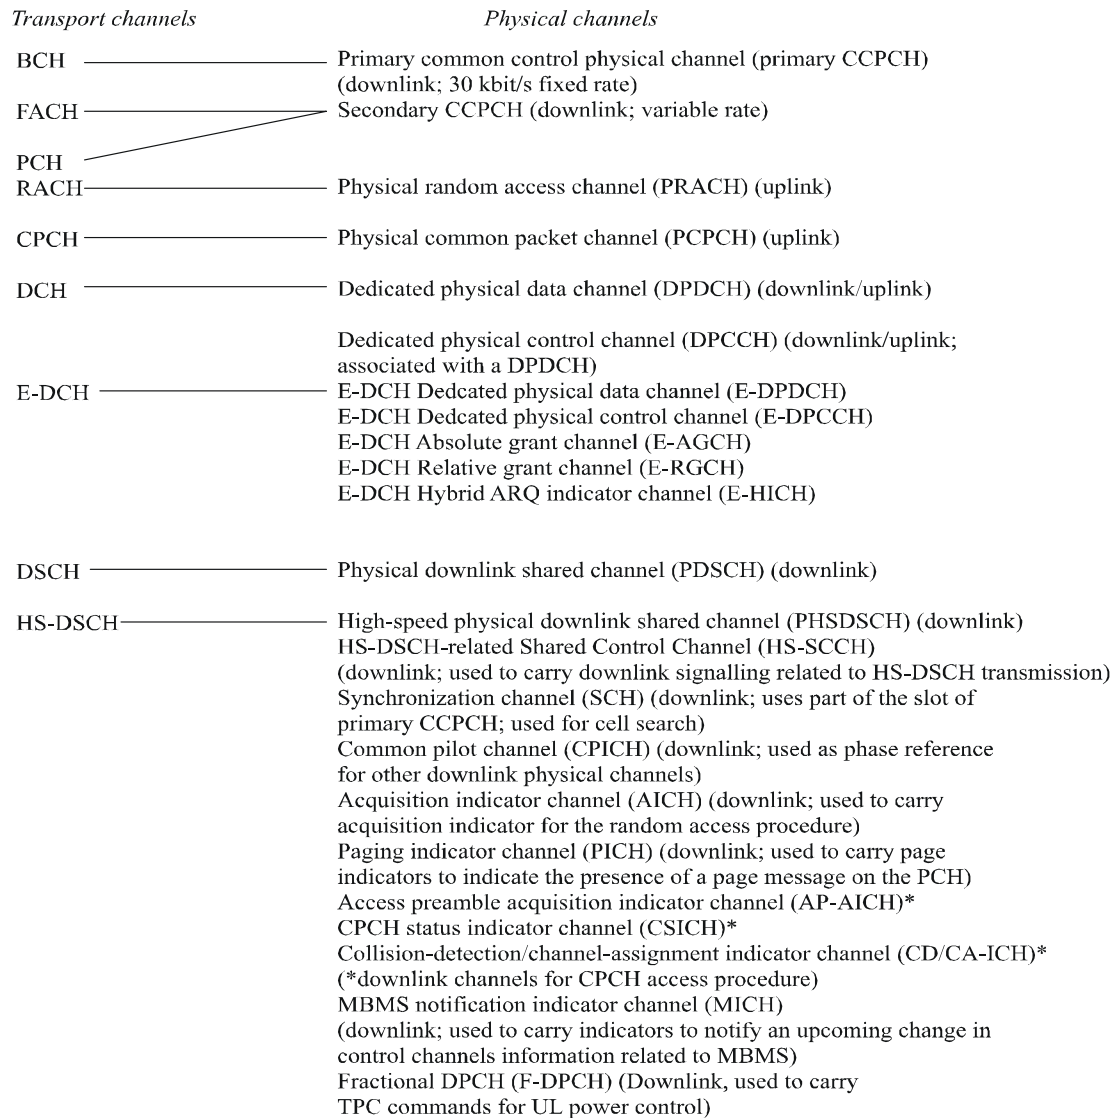 Transport channels Physical channels
BCH Primary common control physical channel (primary CCPCH)
(downlink; 30 kbit/s fixed rate)
FACH Secondary CCPCH (downlink; variable rate)
PCH
RACH Physical random access channel (PRACH) (uplink)
CPCH Physical common packet channel (PCPCH) (uplink)
DCH Dedicated physical data channel (DPDCH) (downlink/uplink)
Dedicated physical control channel (DPCCH) (downlink/uplink;
associated with a DPDCH)
E-DCH E-DCH Dedcated physical data channel (E-DPDCH)
E-DCH Dedcated physical control channel (E-DPCCH)
E-DCH Absolute grant channel (E-AGCH)
E-DCH Relative grant channel (E-RGCH)
E-DCH Hybrid ARQ indicator channel (E-HICH)
DSCH Physical downlink shared channel (PDSCH) (downlink)
HS-DSCH High-speed physical downlink shared channel (PHSDSCH) (downlink)
HS-DSCH-related Shared Control Channel (HS-SCCH)
(downlink; used to carry downlink signalling related to HS-DSCH transmission)
Synchronization channel (SCH) (downlink; uses part of the slot of
primary CCPCH; used for cell search)
Common pilot channel (CPICH) (downlink; used as phase reference
for other downlink physical channels)
Acquisition indicator channel (AICH) (downlink; used to carry
acquisition indicator for the random access procedure)
Paging indicator channel (PICH) (downlink; used to carry page
indicators to indicate the presence of a page message on the PCH)
Access preamble acquisition indicator channel (AP-AICH)*
CPCH status indicator channel (CSICH)*
Collision-detection/channel-assignment indicator channel (CD/CA-ICH)*
(*downlink channels for CPCH access procedure)
MBMS notification indicator channel (MICH)
(downlink; used to carry indicators to notify an upcoming change in
control channels information related to MBMS)
Fractional DPCH (F-DPCH) (Downlink, used to carry
TPC commands for UL power control)